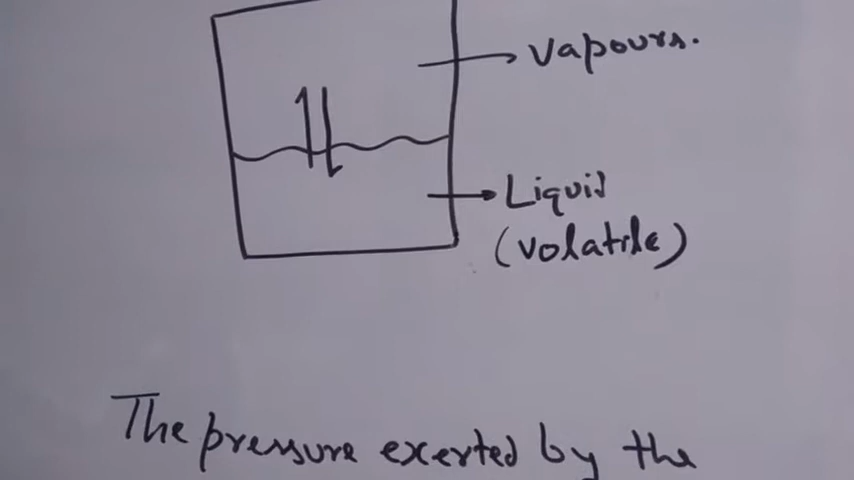 Vapours.
Liquid
(volatile)
The pressure exerted by the